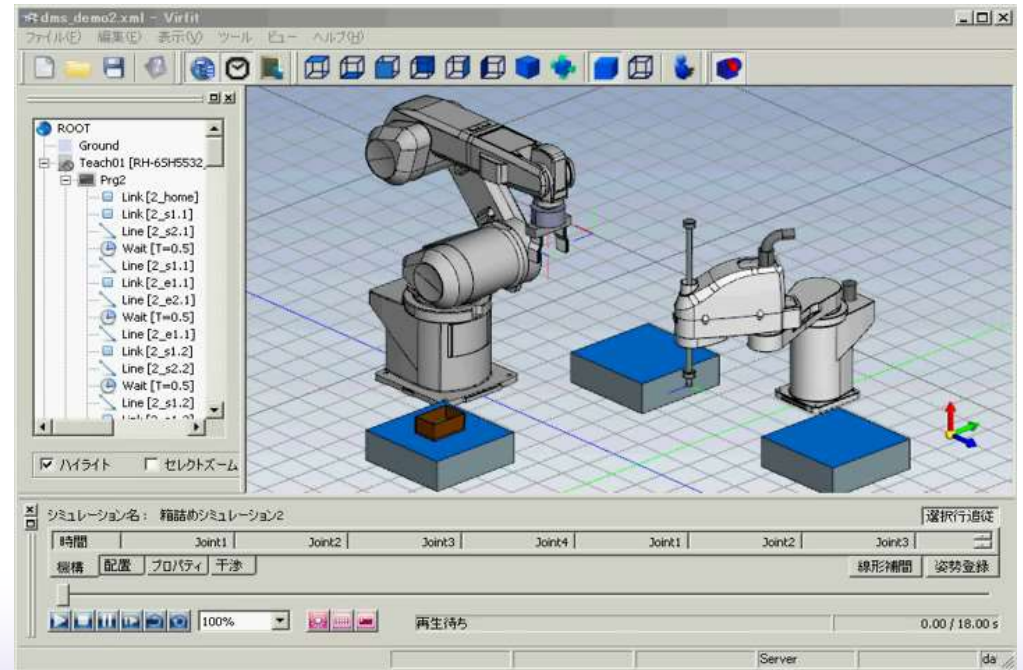 dms_demo2.xml - Virfit
ファイル(F) 編集(E) 表示(V) ツール ビュー ヘルプ(H)
ROOT
Ground
Teach01 [RH-6SH5532_
Prg2
Link [2_home]
Link [2_s1.1]
Line [2_s2.1]
Wait [T=0.5]
Line [2_s1.1]
Link [2_e1.1]
Line [2_e2.1]
Wait [T=0.5]
Line [2_e1.1]
Link [2_s1.2]
Line [2_s2.2]
Wait [T=0.5]
Line [2_s1.2]
ハイライト セレクトズーム
シミュレーション名： 箱詰めシミュレーション2 選択行追従
時間 Joint1 Joint2 Joint3 Joint4 Joint1 Joint2 Joint3
機構 配置 プロパティ 干渉 線形補間 姿勢登録
100% 再生待ち 0.00 / 18.00 s
Server da